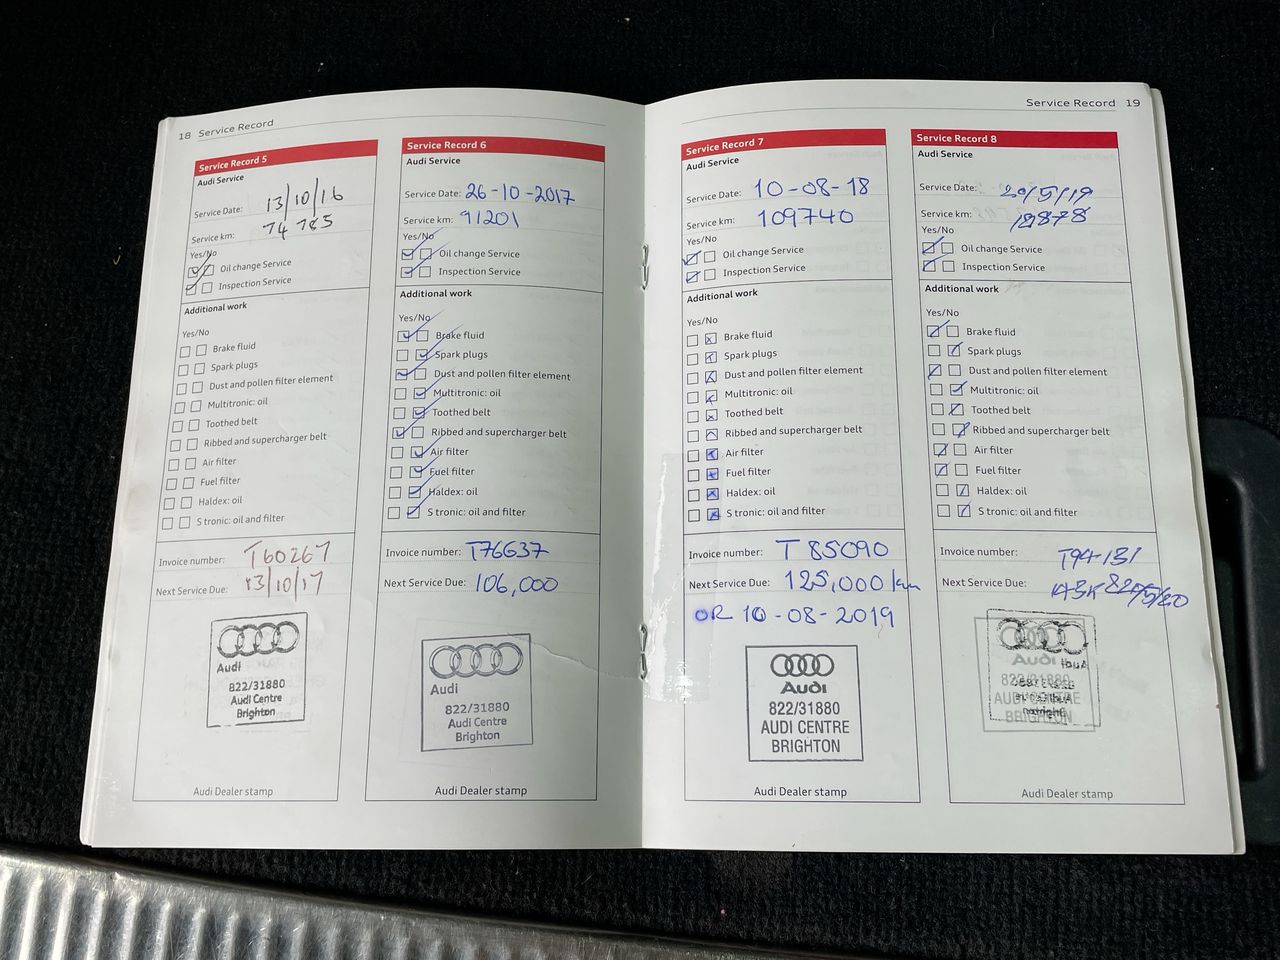 18 Service Record
Service Record 5
Audi Service
Service Date: 13/10/16
Service km: 74 785
Yes/No
Oil change Service
Inspection Service
Additional work
Yes/No
Brake fluid
Spark plugs
Dust and pollen filter element
Multitronic: oil
Toothed belt
Ribbed and supercharger belt
Air filter
Fuel filter
Haldex: oil
S tronic: oil and filter
Invoice number: T60267
Next Service Due: 13/10/17
Audi
822/31880
Audi Centre
Brighton
Audi Dealer stamp
Service Record 6
Audi Service
Service Date: 26-10-2017
Service km: 91201
Yes/No
Oil change Service
Inspection Service
Additional work
Yes/No
Brake fluid
Spark plugs
Dust and pollen filter element
Multitronic: oil
Toothed belt
Ribbed and supercharger belt
Air filter
Fuel filter
Haldex: oil
S tronic: oil and filter
Invoice number: T76637
Next Service Due: 106,000
Audi
822/31880
Audi Centre
Brighton
Audi Dealer stamp
Service Record 19
Service Record 7
Audi Service
Service Date: 10-08-18
Service km: 109740
Yes/No
Oil change Service
Inspection Service
Additional work
Yes/No
Brake fluid
Spark plugs
Dust and pollen filter element
Multitronic: oil
Toothed belt
Ribbed and supercharger belt
Air filter
Fuel filter
Haldex: oil
S tronic: oil and filter
Invoice number: T 85090
Next Service Due: 125,000 km
OR 10-08-2019
Audi
822/31880
AUDI CENTRE
BRIGHTON
Audi Dealer stamp
Service Record 8
Audi Service
Service Date:
Service km:
Yes/No
Oil change Service
Inspection Service
Additional work
Yes/No
Brake fluid
Spark plugs
Dust and pollen filter element
Multitronic: oil
Toothed belt
Ribbed and supercharger belt
Air filter
Fuel filter
Haldex: oil
S tronic: oil and filter
Invoice number: T94131
Next Service Due:
Audi
822/31880
AUDI CENTRE
BRIGHTON
Audi Dealer stamp